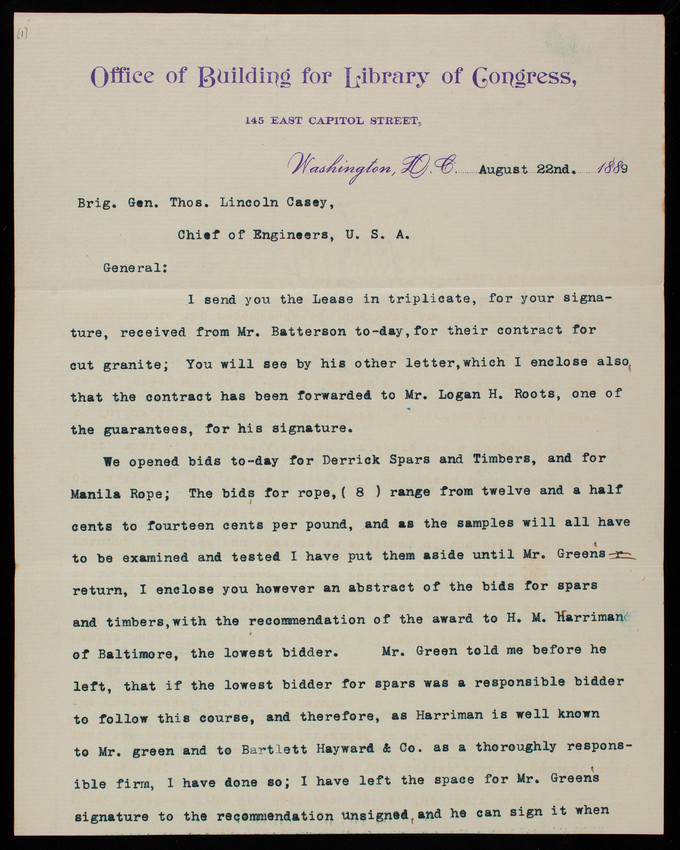 [1]
Office of Building for Library of Congress,
145 EAST CAPITOL STREET,
Washington, D. C. August 22nd. 1889
Brig. Gen. Thos. Lincoln Casey,
Chief of Engineers, U. S. A.
General:
I send you the Lease in triplicate, for your signa-
ture, received from Mr. Batterson to-day, for their contract for
cut granite; You will see by his other letter, which I enclose also,
that the contract has been forwarded to Mr. Logan H. Roots, one of
the guarantees, for his signature.
We opened bids to-day for Derrick Spars and Timbers, and for
Manila Rope; The bids for rope, ( 8 ) range from twelve and a half
cents to fourteen cents per pound, and as the samples will all have
to be examined and tested I have put them aside until Mr. Green's r
return, I enclose you however an abstract of the bids for spars
and timbers, with the recommendation of the award to H. M. Harriman
of Baltimore, the lowest bidder. Mr. Green told me before he
left, that if the lowest bidder for spars was a responsible bidder
to follow this course, and therefore, as Harriman is well known
to Mr. green and to Bartlett Hayward & Co. as a thoroughly respons-
ible firm, I have done so; I have left the space for Mr. Green's
signature to the recommendation unsigned, and he can sign it when